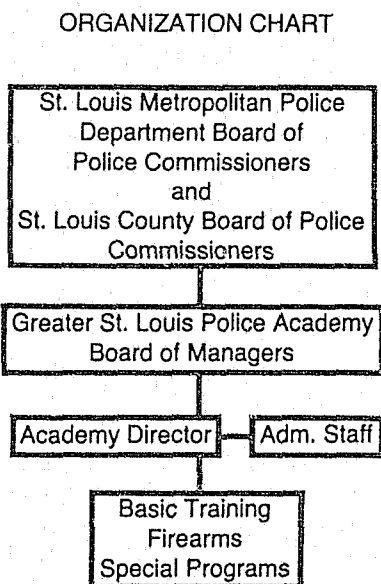 ORGANIZATION CHART
St. Louis Metropolitan Police
Department Board of
Police Commissioners
and
St. Louis County Board of Police
Commissioners
Greater St. Louis Police Academy
Board of Managers
Academy Director
Adm. Staff
Basic Training
Firearms
Special Programs